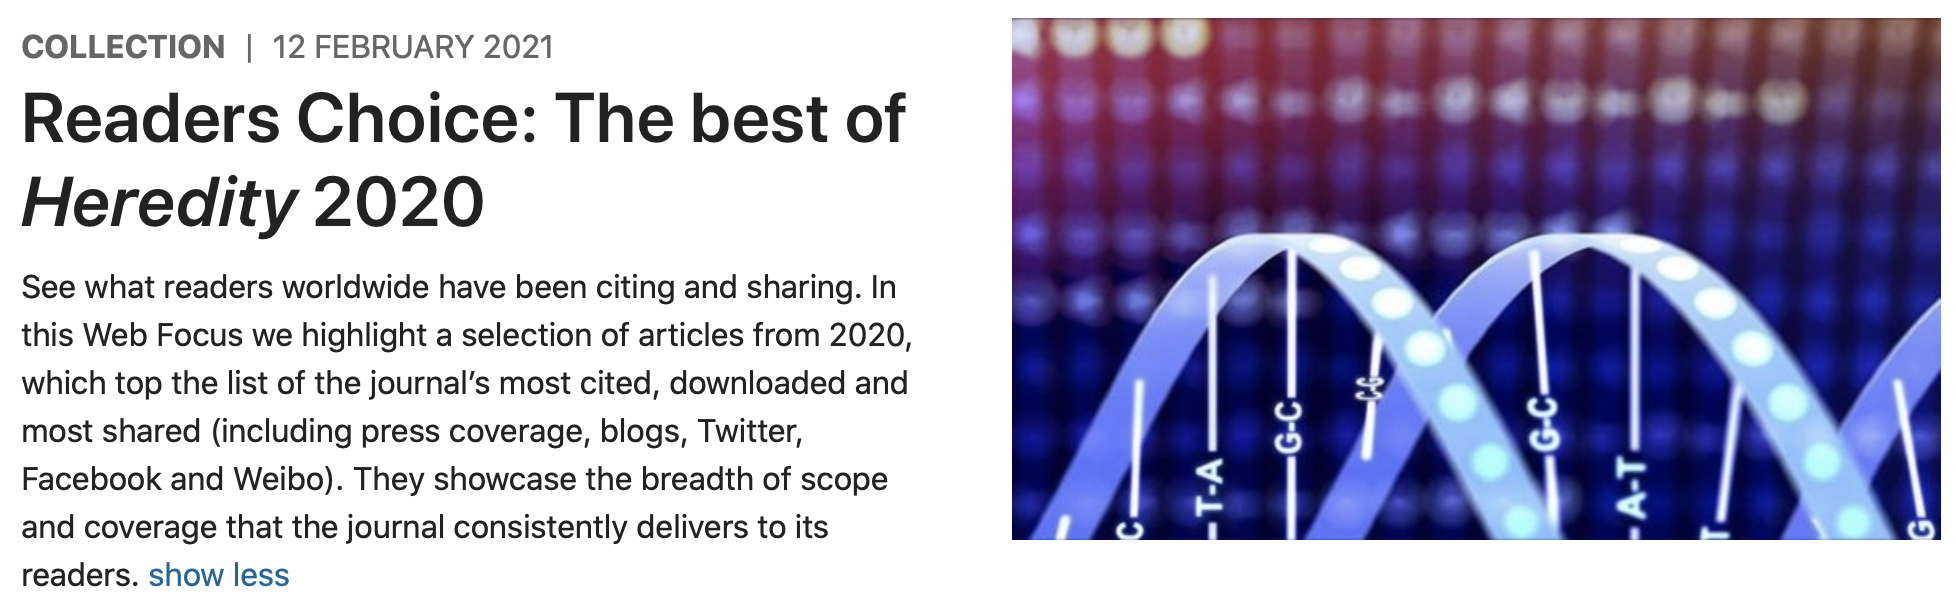 COLLECTION | 12 FEBRUARY 2021
Readers Choice: The best of
Heredity 2020
See what readers worldwide have been citing and sharing. In
this Web Focus we highlight a selection of articles from 2020,
which top the list of the journal’s most cited, downloaded and
most shared (including press coverage, blogs, Twitter,
Facebook and Weibo). They showcase the breadth of scope
and coverage that the journal consistently delivers to its
readers. show less
C
T-A
G-C
C-G
G-C
A-T
T
G